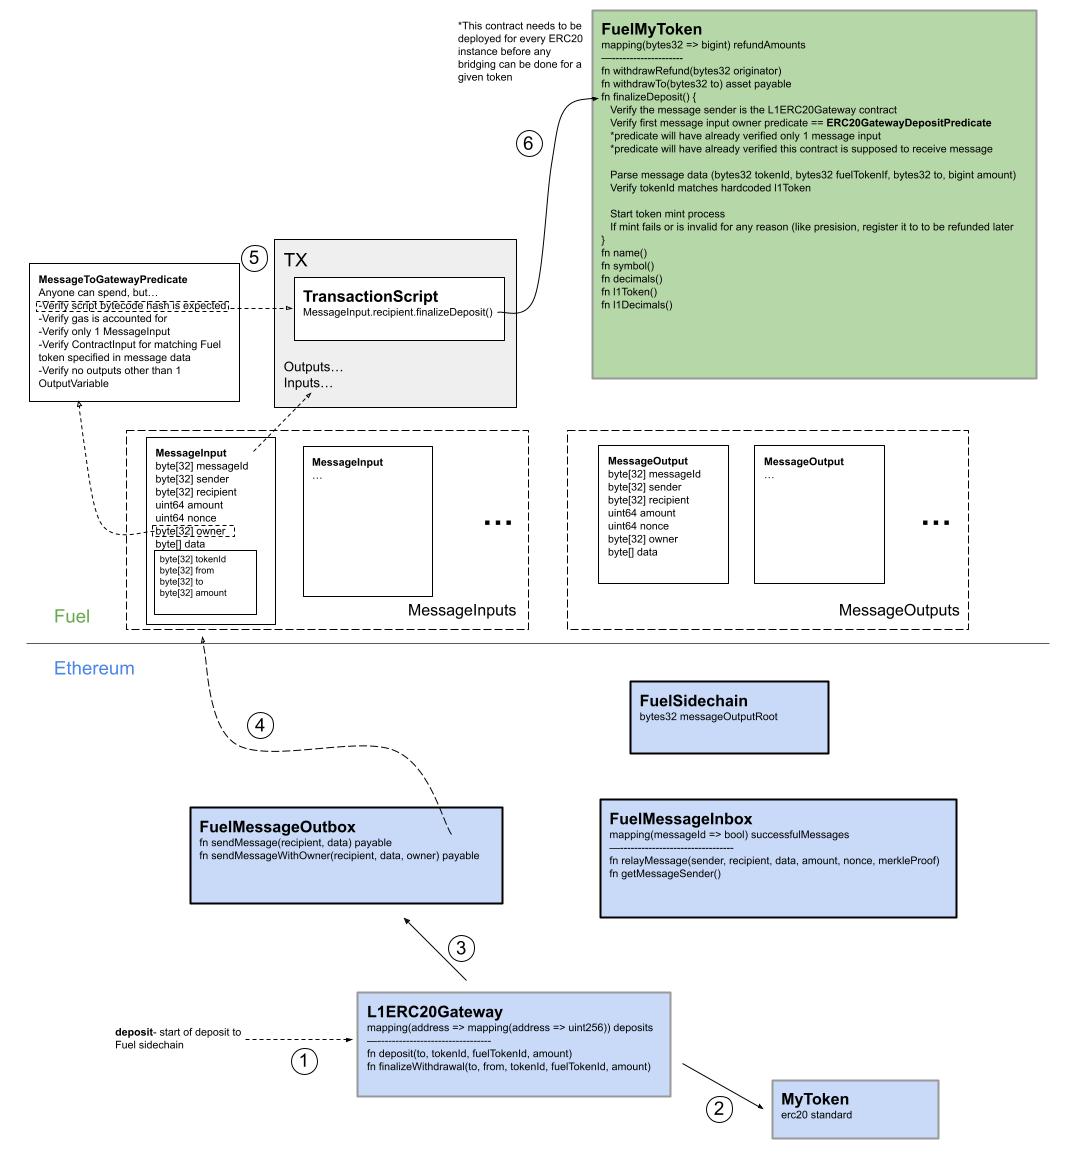 *This contract needs to be
deployed for every ERC20
instance before any
bridging can be done for a
given token
FuelMyToken
mapping(bytes32 => bigint) refundAmounts
—--------------------
fn withdrawRefund(bytes32 originator)
fn withdrawTo(bytes32 to) asset payable
fn finalizeDeposit() {
Verify the message sender is the L1ERC20Gateway contract
Verify first message input owner predicate == ERC20GatewayDepositPredicate
*predicate will have already verified only 1 message input
*predicate will have already verified this contract is supposed to receive message
Parse message data (bytes32 tokenId, bytes32 fuelTokenIf, bytes32 to, bigint amount)
Verify tokenId matches hardcoded l1Token
Start token mint process
If mint fails or is invalid for any reason (like presision, register it to to be refunded later
}
fn name()
fn symbol()
fn decimals()
fn l1Token()
fn l1Decimals()
6
5
TX
TransactionScript
MessageInput.recipient.finalizeDeposit()
Outputs…
Inputs…
MessageToGatewayPredicate
Anyone can spend, but…
-Verify script bytecode hash is expected
-Verify gas is accounted for
-Verify only 1 MessageInput
-Verify ContractInput for matching Fuel
token specified in message data
-Verify no outputs other than 1
OutputVariable
MessageInput
byte[32] messageId
byte[32] sender
byte[32] recipient
uint64 amount
uint64 nonce
byte[32] owner
byte[] data
byte[32] tokenId
byte[32] from
byte[32] to
byte[32] amount
MessageInput
…
...
MessageInputs
MessageOutput
byte[32] messageId
byte[32] sender
byte[32] recipient
uint64 amount
uint64 nonce
byte[32] owner
byte[] data
MessageOutput
…
...
MessageOutputs
Fuel
Ethereum
4
FuelSidechain
bytes32 messageOutputRoot
FuelMessageOutbox
fn sendMessage(recipient, data) payable
fn sendMessageWithOwner(recipient, data, owner) payable
FuelMessageInbox
mapping(messageId => bool) successfulMessages
—--------------------------------
fn relayMessage(sender, recipient, data, amount, nonce, merkleProof)
fn getMessageSender()
3
L1ERC20Gateway
mapping(address => mapping(address => uint256)) deposits
—--------------------------------
fn deposit(to, tokenId, fuelTokenId, amount)
fn finalizeWithdrawal(to, from, tokenId, fuelTokenId, amount)
deposit- start of deposit to
Fuel sidechain
1
2
MyToken
erc20 standard